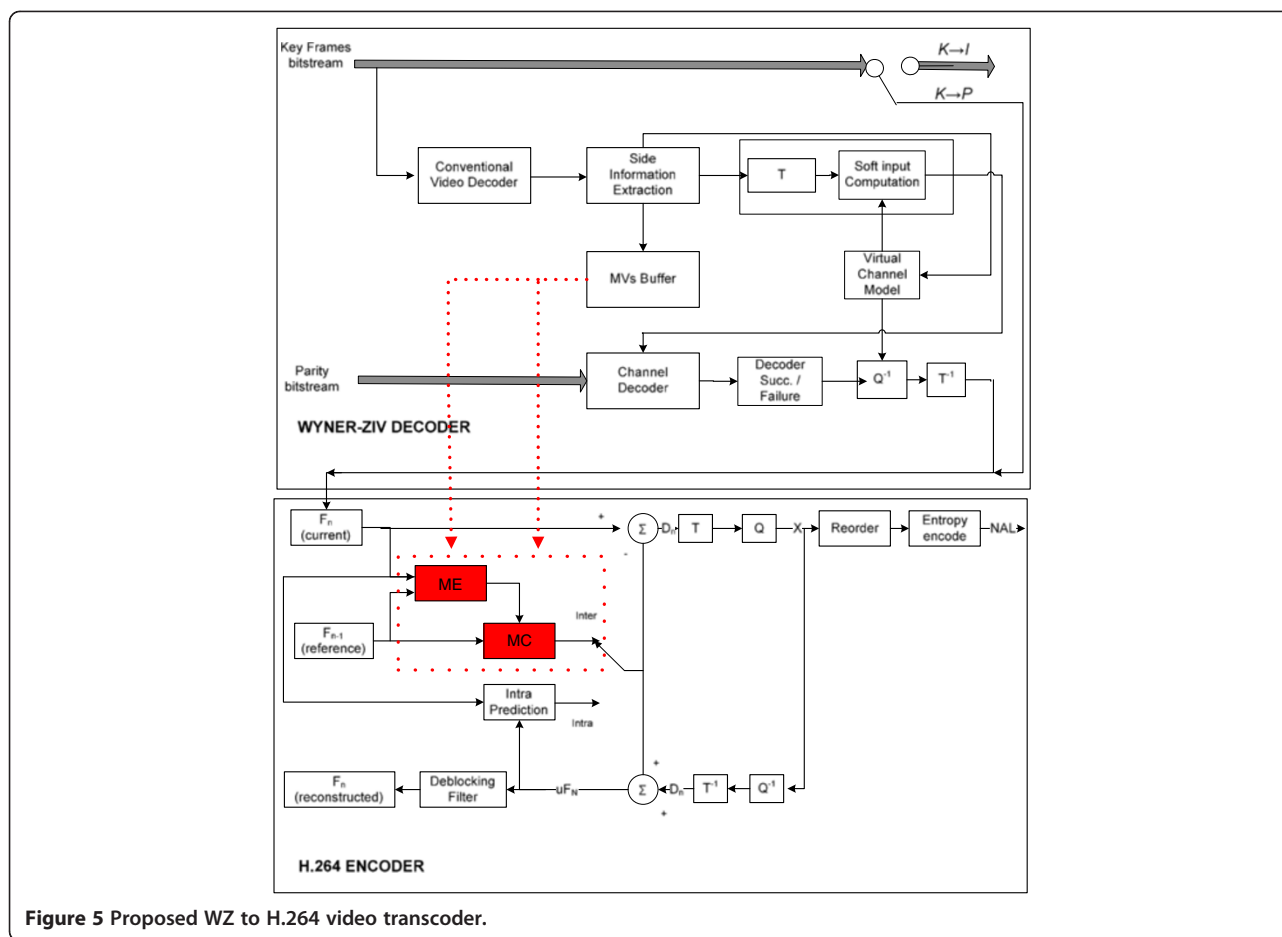 Key Frames
bitstream
K→I
K→P
Conventional
Video Decoder
Side
Information
Extraction
T
Soft input
Computation
MVs Buffer
Virtual
Channel
Model
Parity
bitstream
Channel
Decoder
Decoder
Succ. /
Failure
Q-1
T-1
WYNER-ZIV DECODER
Fn
(current)
+
Σ
Dn
T
Q
X
Reorder
Entropy
encode
NAL
-
ME
Inter
Fn-1
(reference)
MC
Intra
Prediction
Intra
+
Fn
(reconstructed)
Deblocking
Filter
uFN
Σ
Dn
T-1
Q-1
+
H.264 ENCODER
Figure 5 Proposed WZ to H.264 video transcoder.